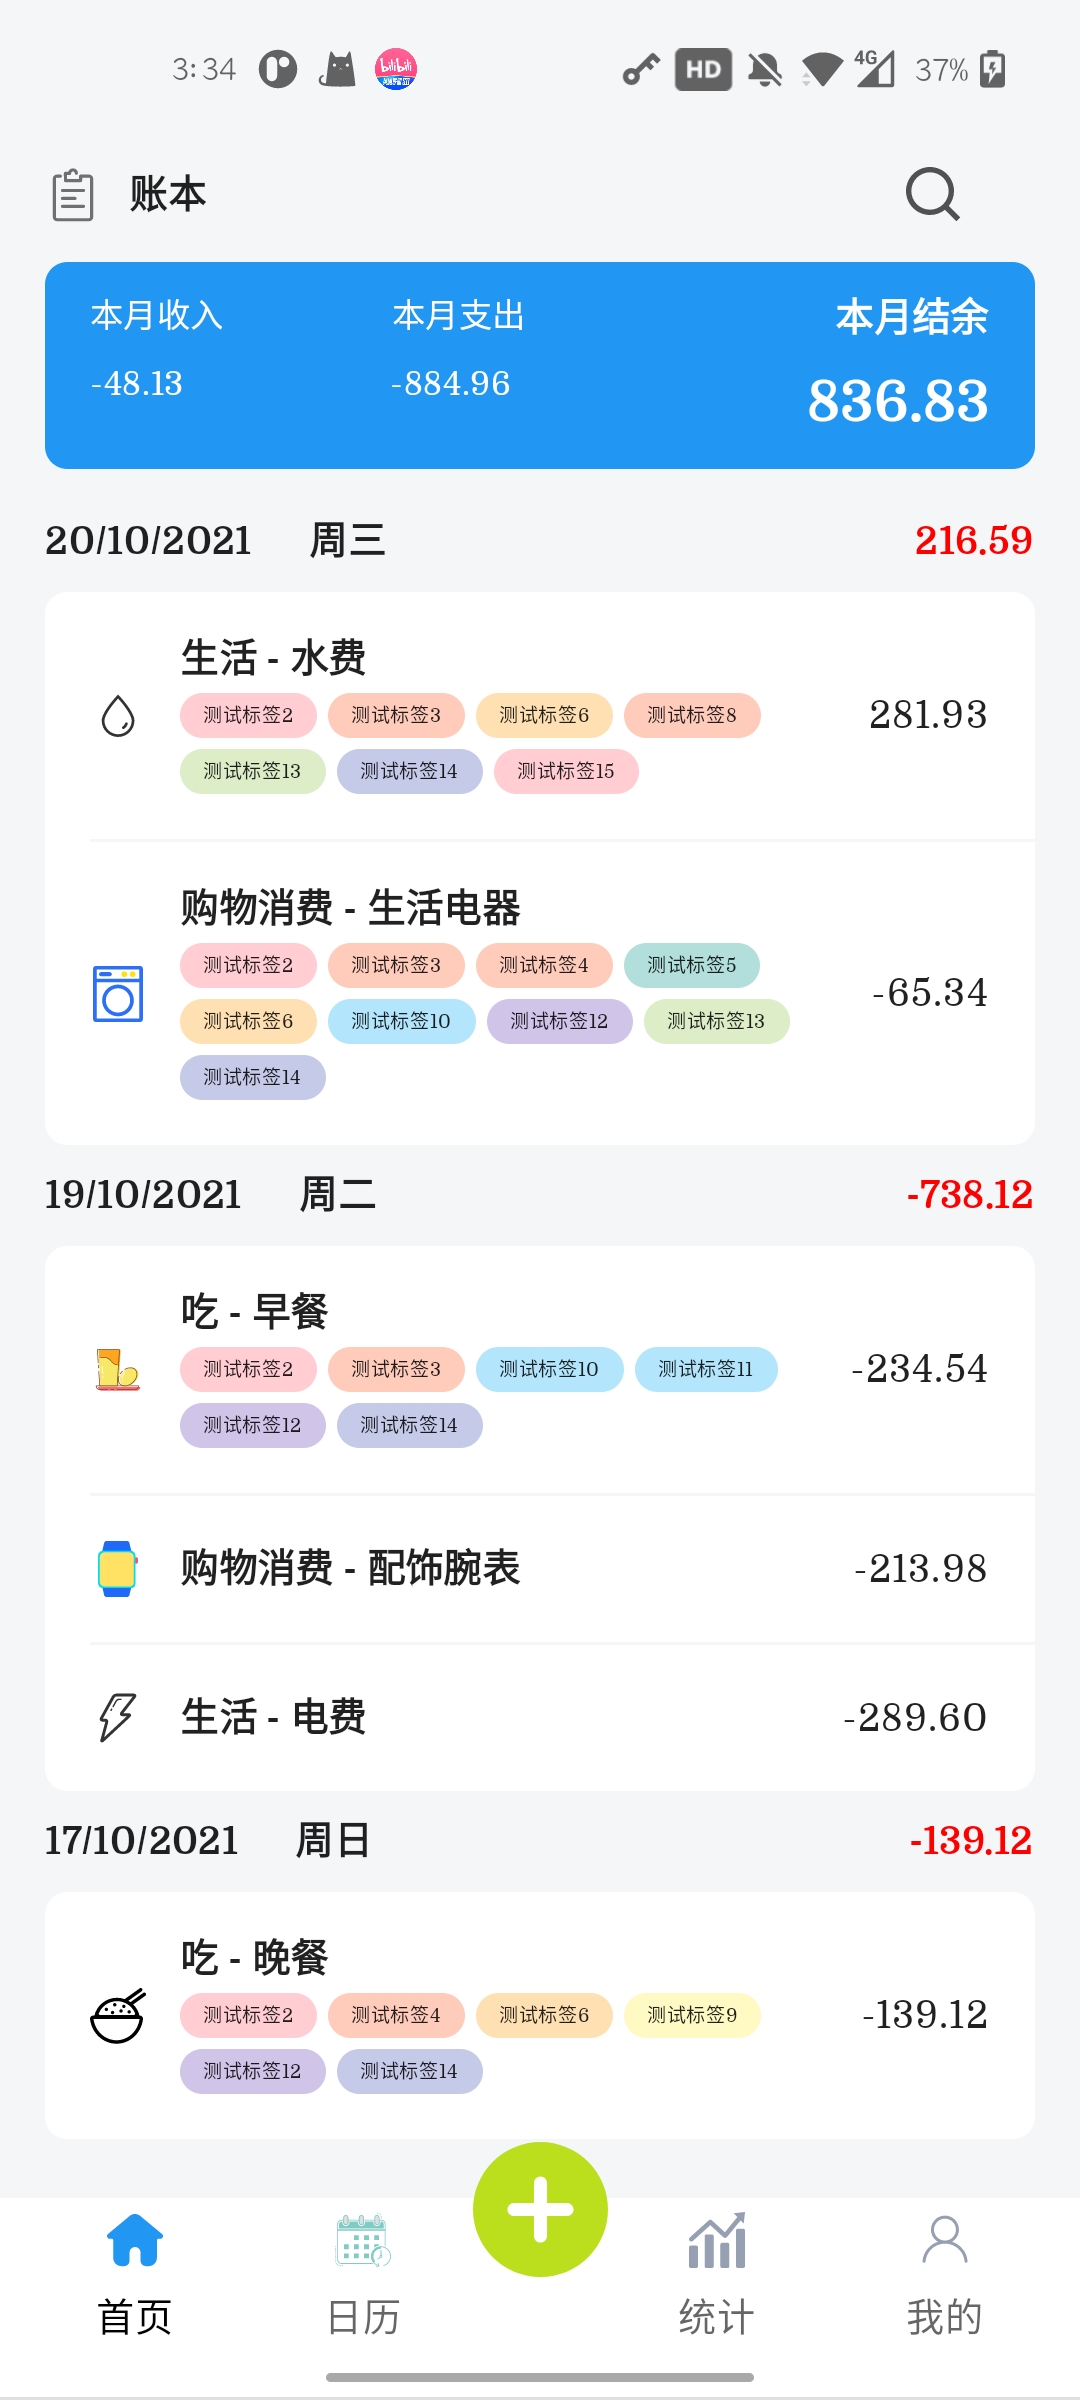 3:34 bilibili HD 4G 37%
账本
本月收入 本月支出 本月结余
-48.13 -884.96 836.83
20/10/2021 周三 216.59
生活 - 水费
测试标签2 测试标签3 测试标签6 测试标签8
281.93
测试标签13 测试标签14 测试标签15
购物消费 - 生活电器
测试标签2 测试标签3 测试标签4 测试标签5
-65.34
测试标签6 测试标签10 测试标签12 测试标签13
测试标签14
19/10/2021 周二 -738.12
吃 - 早餐
测试标签2 测试标签3 测试标签10 测试标签11
-234.54
测试标签12 测试标签14
购物消费 - 配饰腕表 -213.98
生活 - 电费 -289.60
17/10/2021 周日 -139.12
吃 - 晚餐
测试标签2 测试标签4 测试标签6 测试标签9
-139.12
测试标签12 测试标签14
首页 日历 统计 我的